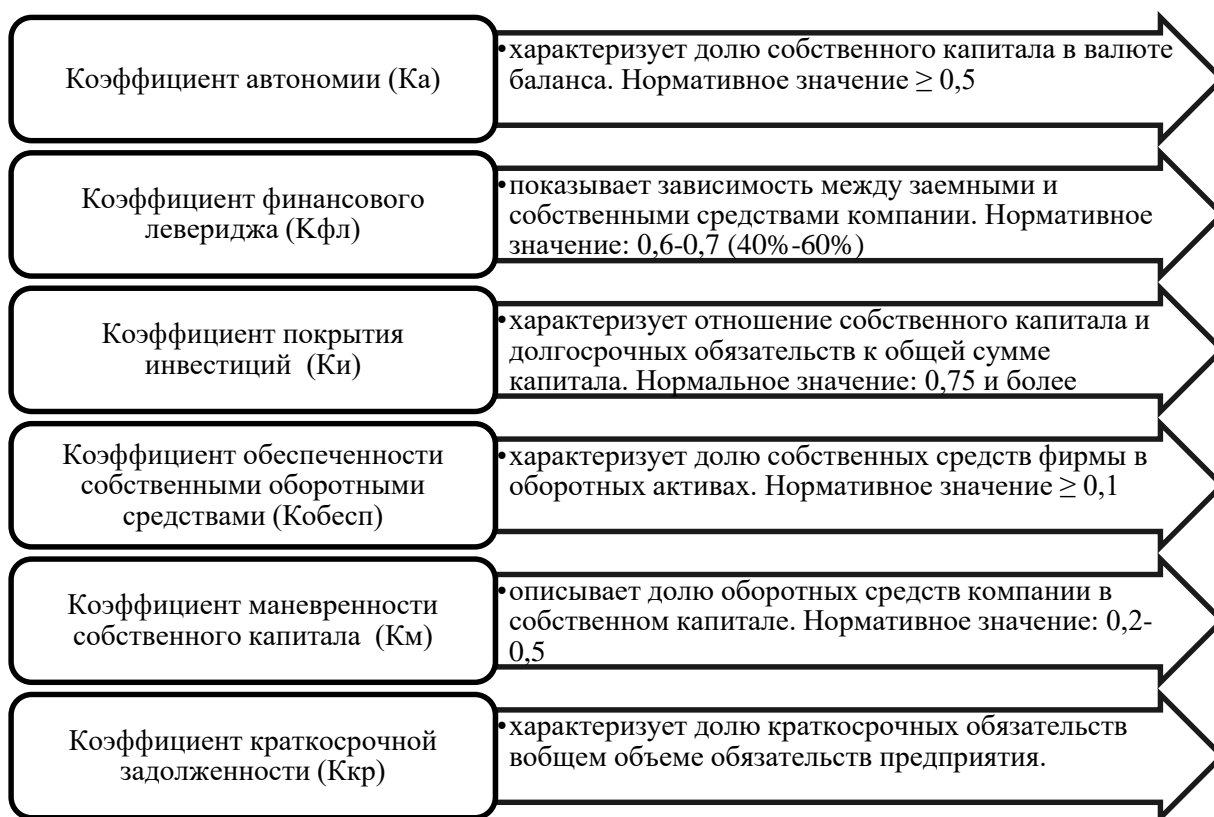 Коэффициент автономии (Ка)
•характеризует долю собственного капитала в валюте
баланса. Нормативное значение ≥ 0,5
Коэффициент финансового
левериджа (Кфл)
•показывает зависимость между заемными и
собственными средствами компании. Нормативное
значение: 0,6-0,7 (40%-60%)
Коэффициент покрытия
инвестиций (Ки)
•характеризует отношение собственного капитала и
долгосрочных обязательств к общей сумме
капитала. Нормальное значение: 0,75 и более
Коэффициент обеспеченности
собственными оборотными
средствами (Кобесп)
•характеризует долю собственных средств фирмы в
оборотных активах. Нормативное значение ≥ 0,1
Коэффициент маневренности
собственного капитала (Км)
•описывает долю оборотных средств компании в
собственном капитале. Нормативное значение: 0,2-
0,5
Коэффициент краткосрочной
задолженности (Ккр)
•характеризует долю краткосрочных обязательств
вобщем объеме обязательств предприятия.